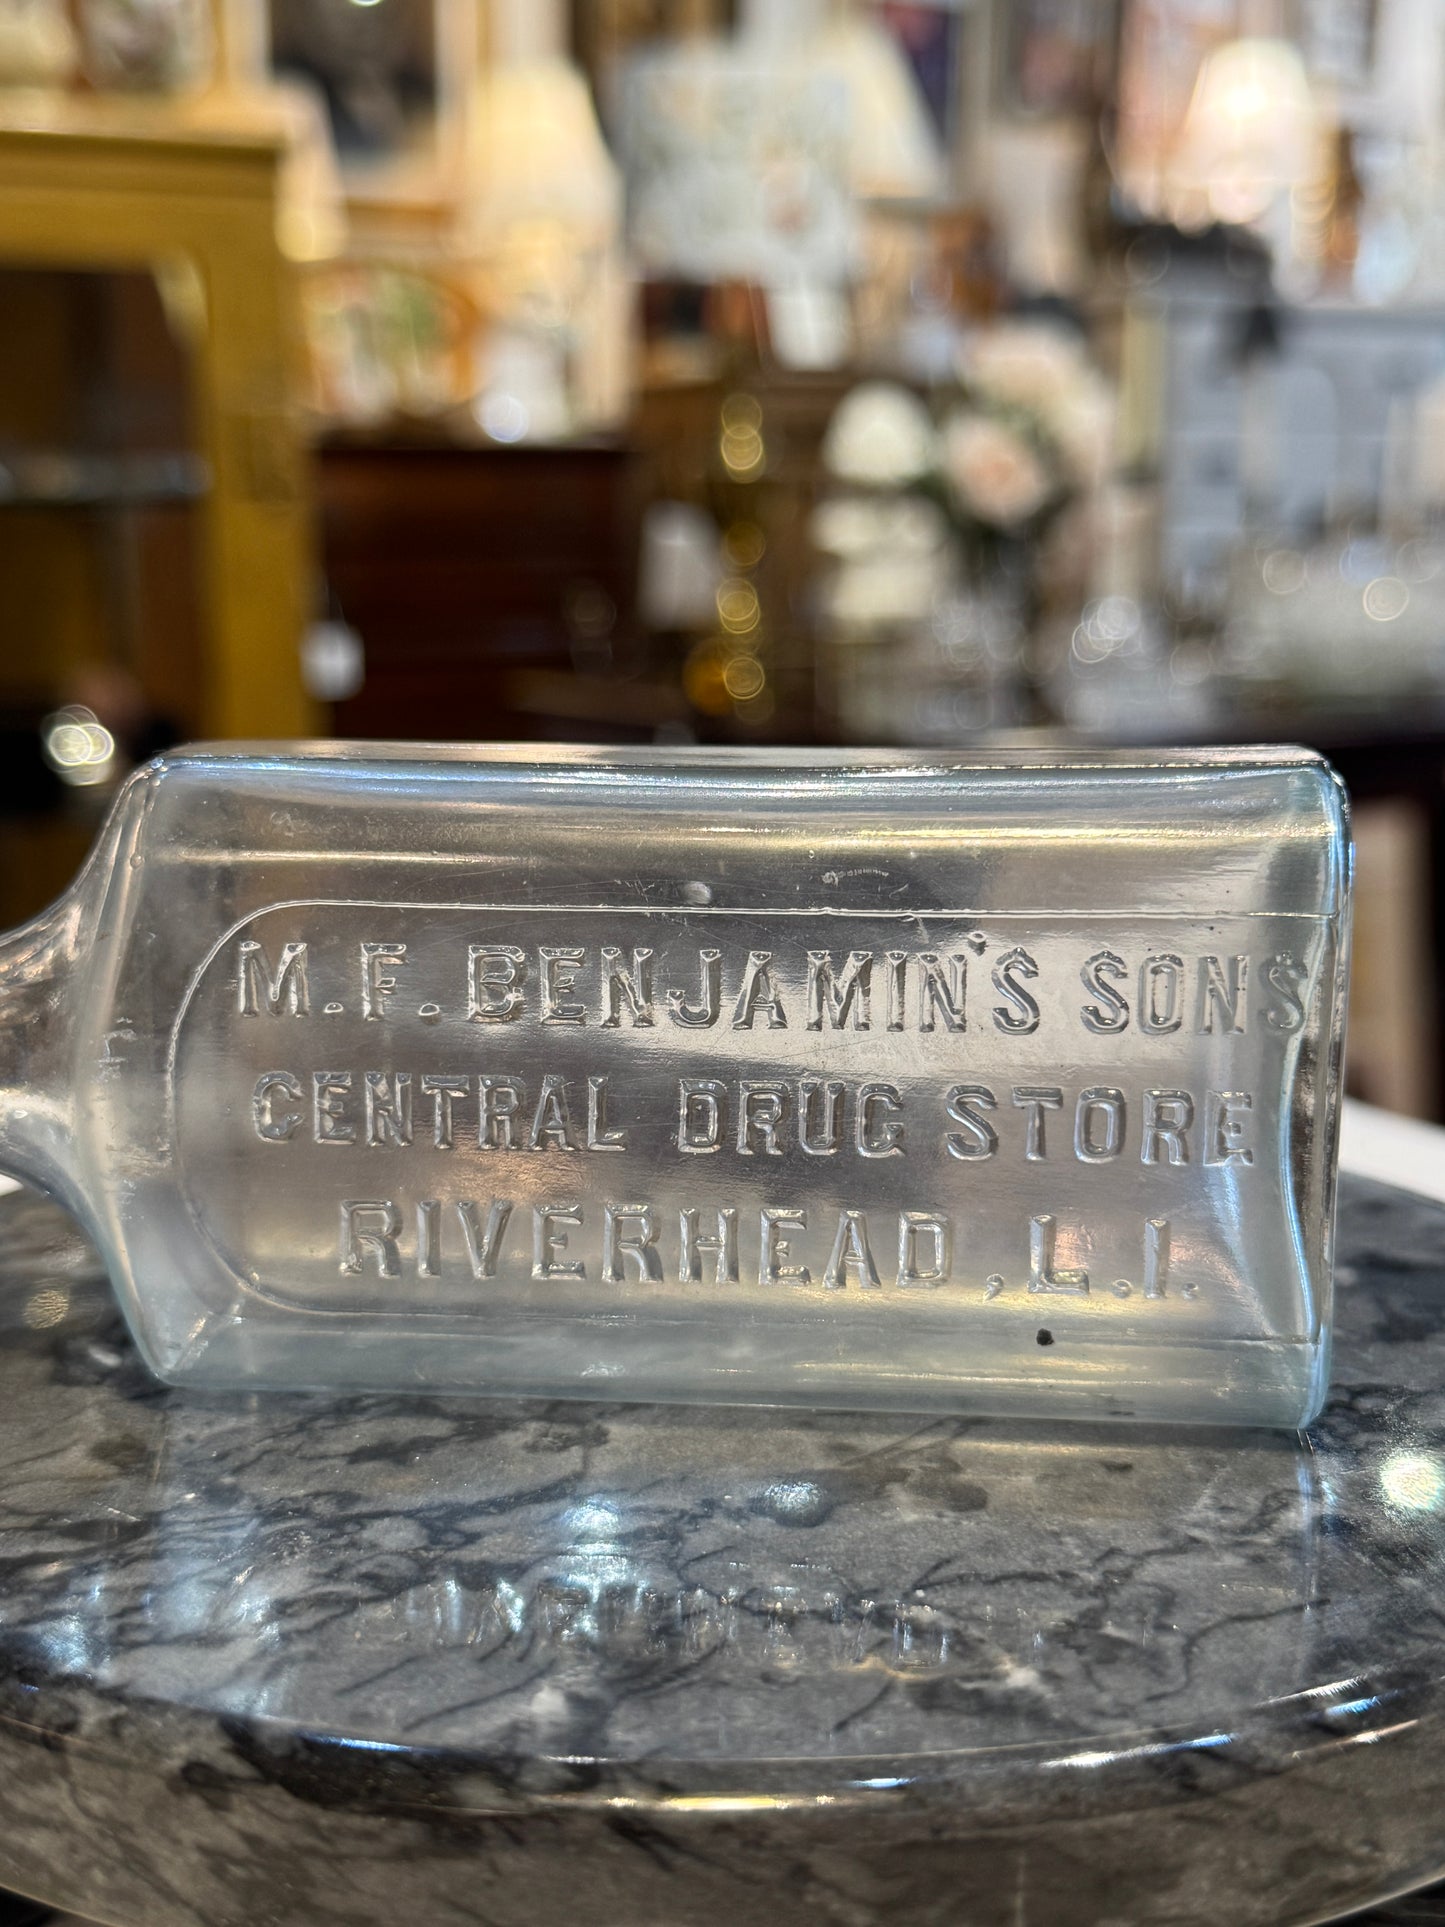 M.F. BENJAMIN'S SONS
CENTRAL DRUG STORE
RIVERHEAD, L.I.